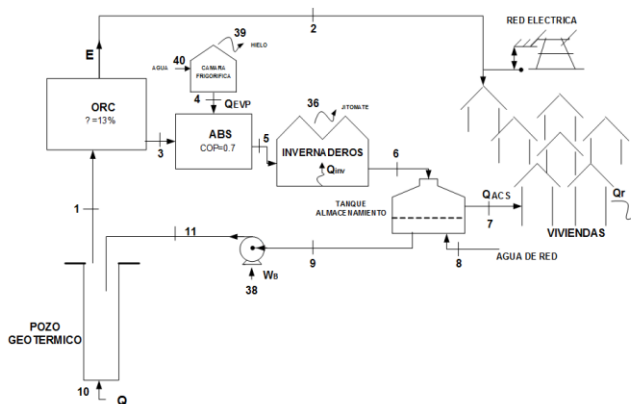 2
RED ELECTRICA
39
HIELO
40
AGUA
CAMARA
FRIGORIFICA
E
4
QEVP
ORC
? =13%
3
ABS
COP=0.7
5
36
JITOMATE
INVERNADEROS
Qinv
6
TANQUE
ALMACENAMIENTO
QACS
7
Qr
VIVIENDAS
1
11
9
8
AGUA DE RED
WB
38
POZO
GEOTERMICO
10
Q